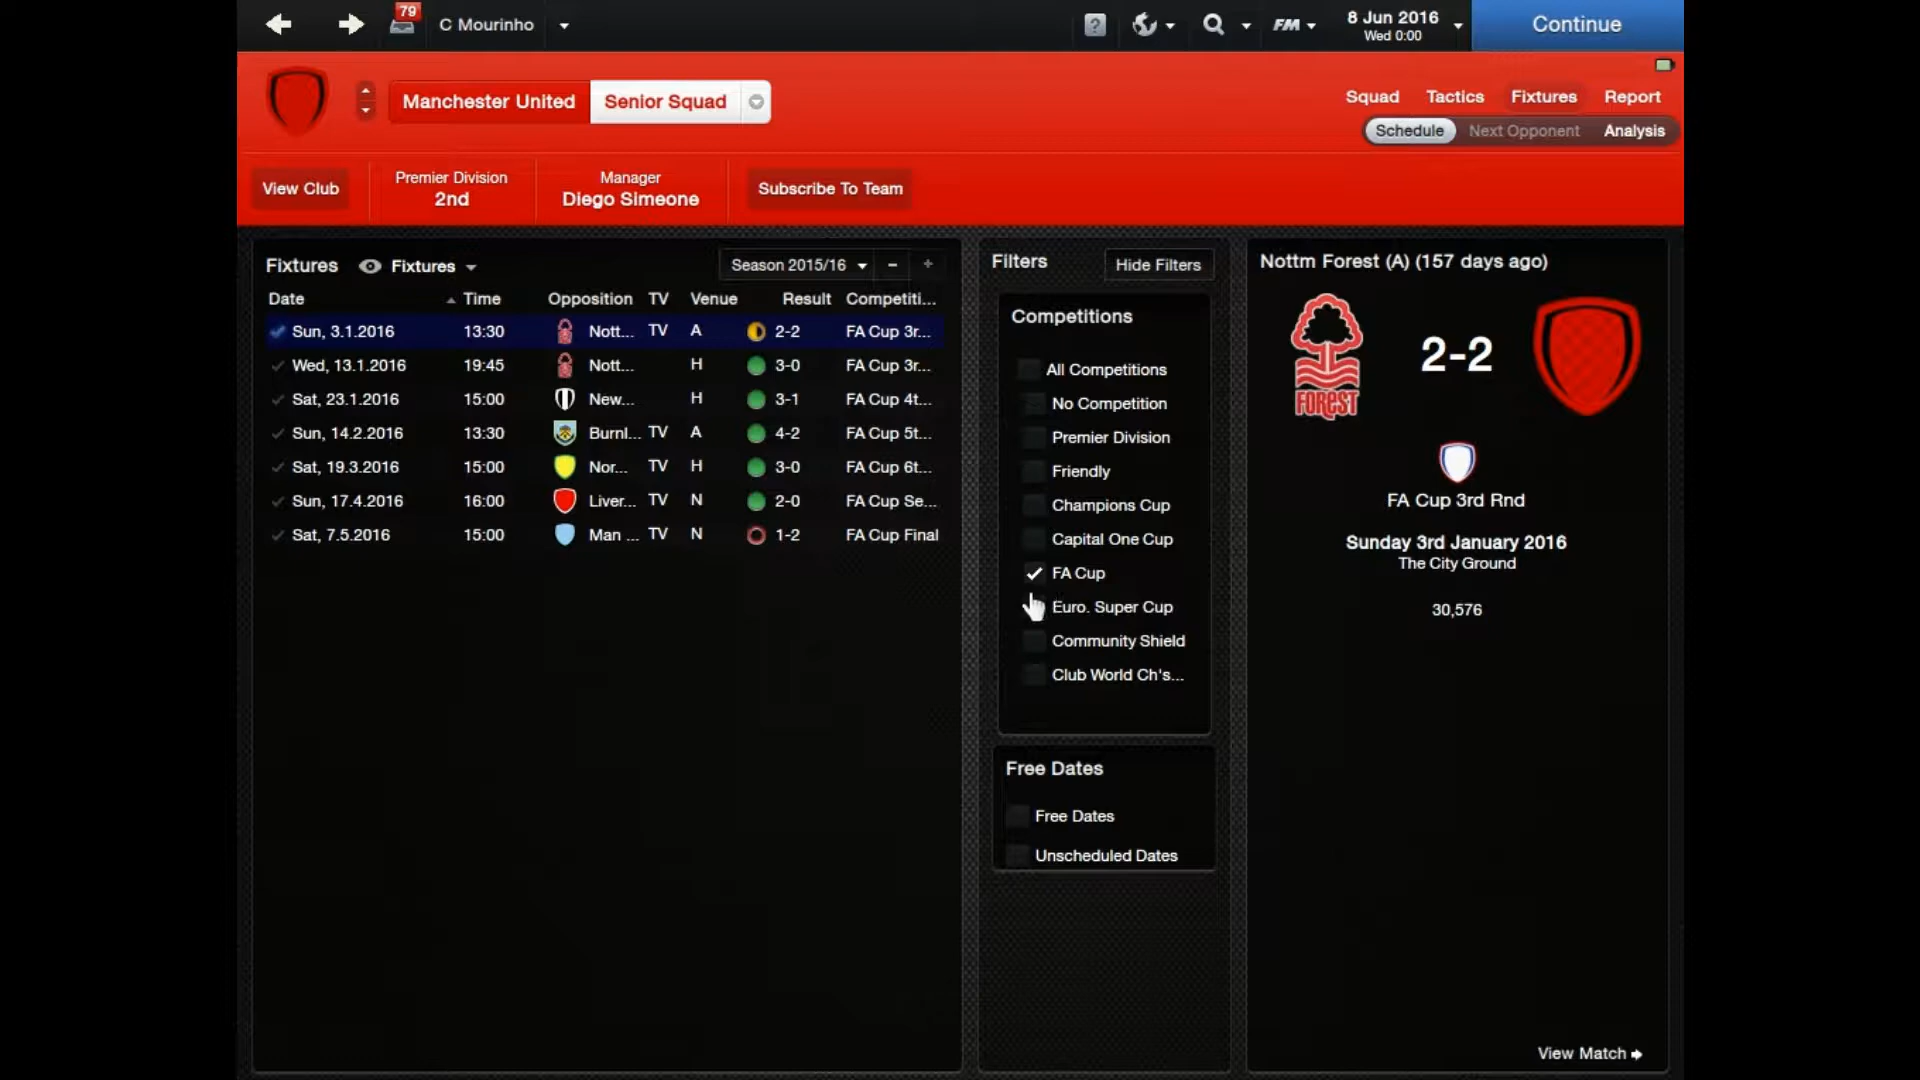 79
C Mourinho
?
FM
8 Jun 2016
Wed 0:00
Continue
Manchester United
Senior Squad
Squad
Tactics
Fixtures
Report
Schedule
Next Opponent
Analysis
View Club
Premier Division
2nd
Manager
Diego Simeone
Subscribe To Team
Fixtures
Fixtures
Season 2015/16
-
+
Date Time Opposition TV Venue Result Competiti...
Sun, 3.1.2016 13:30 Nott... TV A 2-2 FA Cup 3r...
Wed, 13.1.2016 19:45 Nott... H 3-0 FA Cup 3r...
Sat, 23.1.2016 15:00 New... H 3-1 FA Cup 4t...
Sun, 14.2.2016 13:30 Burnl... TV A 4-2 FA Cup 5t...
Sat, 19.3.2016 15:00 Nor... TV H 3-0 FA Cup 6t...
Sun, 17.4.2016 16:00 Liver... TV N 2-0 FA Cup Se...
Sat, 7.5.2016 15:00 Man ... TV N 1-2 FA Cup Final
Filters
Hide Filters
Competitions
All Competitions
No Competition
Premier Division
Friendly
Champions Cup
Capital One Cup
FA Cup
Euro. Super Cup
Community Shield
Club World Ch's...
Free Dates
Free Dates
Unscheduled Dates
Nottm Forest (A) (157 days ago)
FOREST
2-2
FA Cup 3rd Rnd
Sunday 3rd January 2016
The City Ground
30,576
View Match